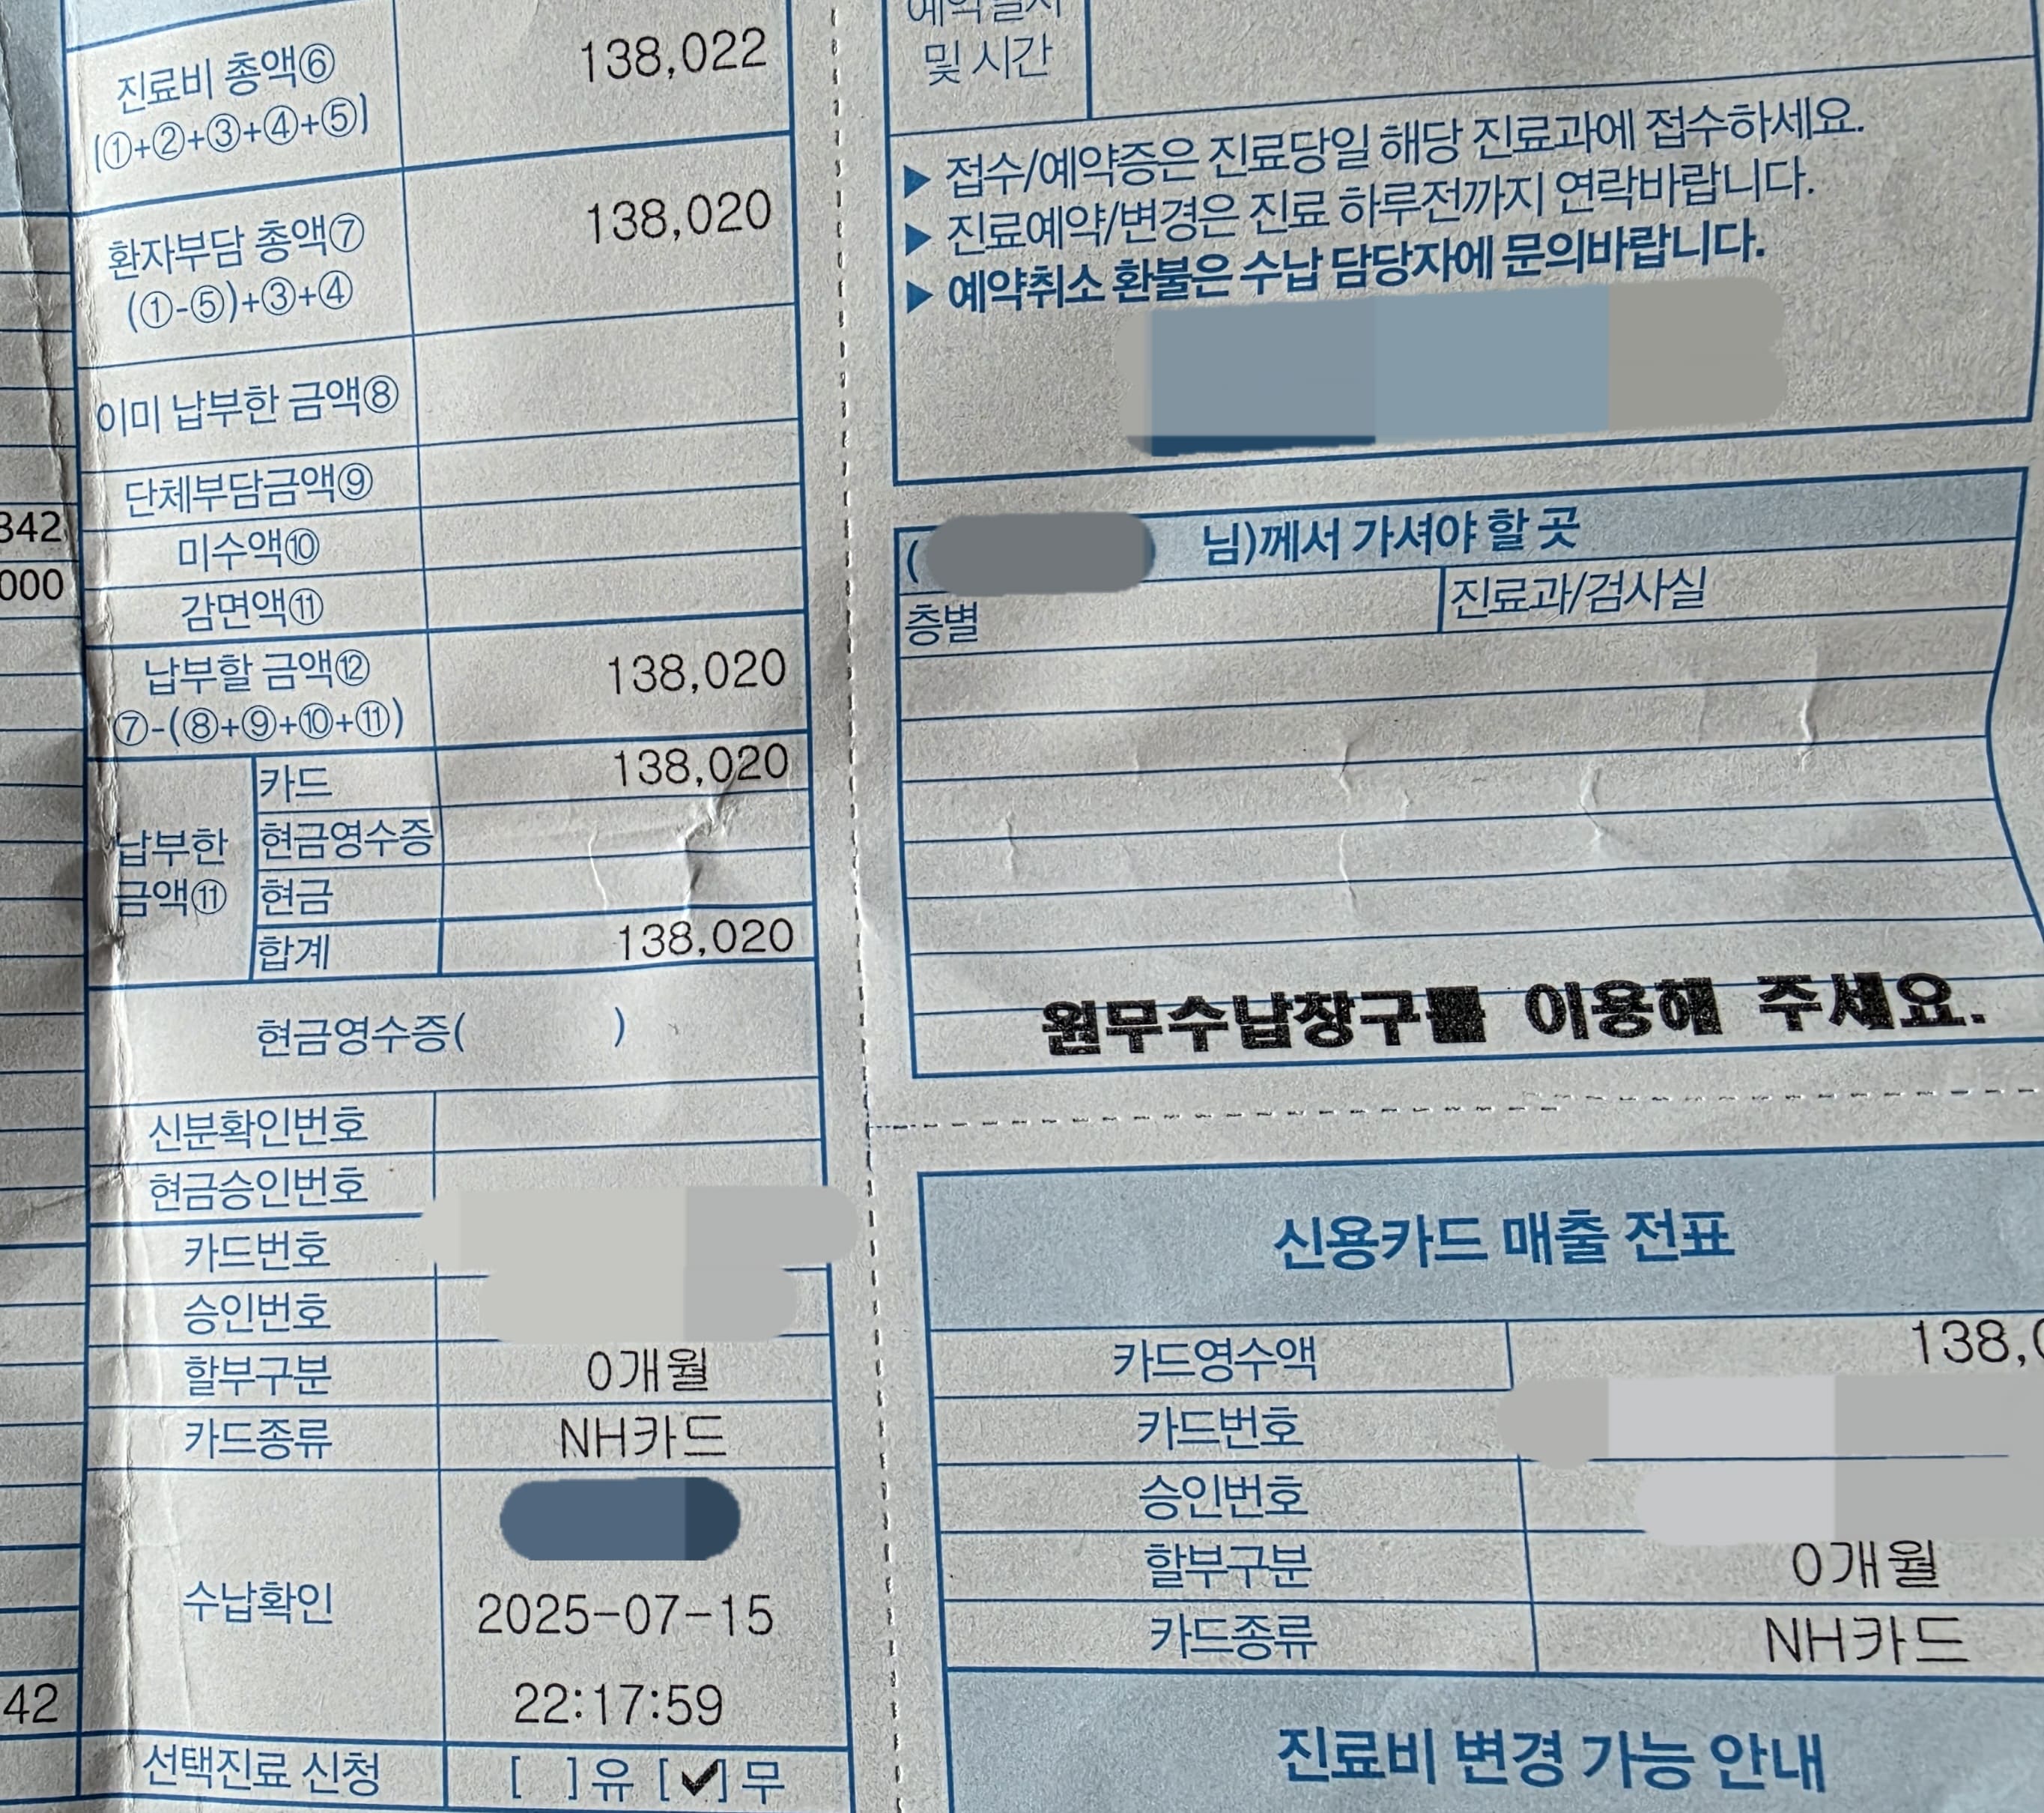 342
000
42
진료비 총액⑥ 138,022
(①+②+③+④+⑤)
환자부담 총액⑦ 138,020
(①-⑤)+③+④
이미 납부한 금액⑧
단체부담금액⑨
미수액⑩
감면액⑪
납부할 금액⑫ 138,020
⑦-(⑧+⑨+⑩+⑪)
납부한
금액⑪
카드 138,020
현금영수증
현금
합계 138,020
현금영수증( )
신분확인번호
현금승인번호
카드번호
승인번호
할부구분 0개월
카드종류 NH카드
수납확인
2025-07-15
22:17:59
선택진료 신청 [ ]유 [✔]무
및 시간
▶ 접수/예약증은 진료당일 해당 진료과에 접수하세요.
▶ 진료예약/변경은 진료 하루전까지 연락바랍니다.
▶ 예약취소 환불은 수납 담당자에 문의바랍니다.
( 님)께서 가셔야 할 곳
층별 진료과/검사실
원무수납창구를 이용해 주세요.
신용카드 매출 전표
카드영수액 138,0
카드번호
승인번호
할부구분 0개월
카드종류 NH카드
진료비 변경 가능 안내